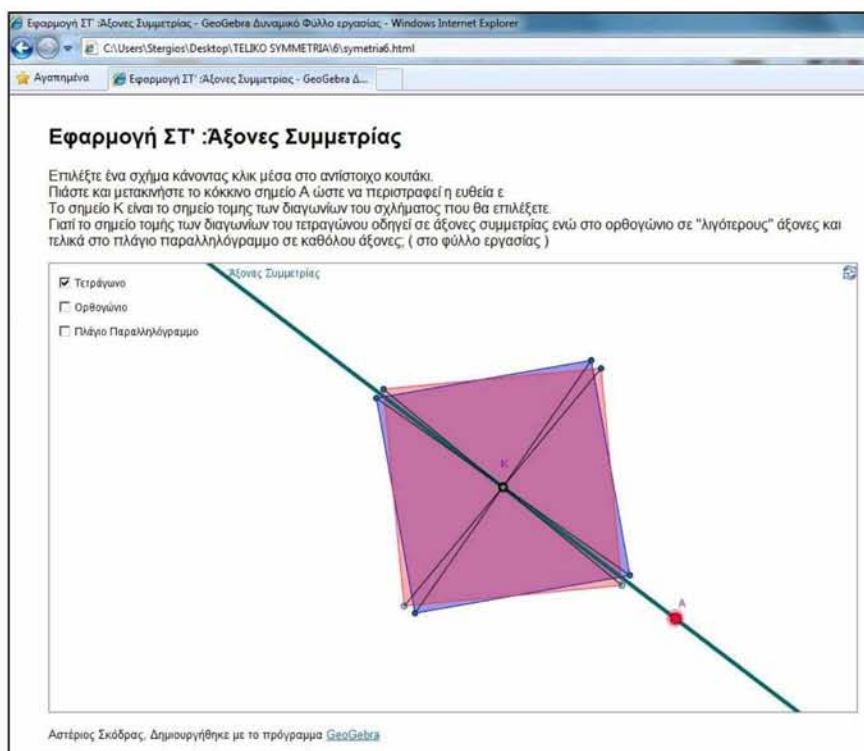 Εφαρμογή ΣΤ' :Άξονες Συμμετρίας - GeoGebra Δυναμικό Φύλλο εργασίας - Windows Internet Explorer
C:\Users\Stergios\Desktop\TELIKO SYMMETRIA\6\symetria6.html
Αγαπημένα
Εφαρμογή ΣΤ' :Άξονες Συμμετρίας - GeoGebra Δ...
Εφαρμογή ΣΤ' :Άξονες Συμμετρίας
Επιλέξτε ένα σχήμα κάνοντας κλικ μέσα στο αντίστοιχο κουτάκι.
Πιάστε και μετακινήστε το κόκκινο σημείο Α ώστε να περιστραφεί η ευθεία ε
Το σημείο Κ είναι το σημείο τομης των διαγωνίων του σχλήματος που θα επιλέξετε
Γιατί το σημείο τομής των διαγωνίων του τετραγώνου οδηγεί σε άξονες συμμετρίας ενώ στο ορθογώνιο σε "λιγότερους" άξονες και
τελικά στο πλάγιο παραλληλόγραμμο σε καθόλου άξονες; ( στο φύλλο εργασίας )
Άξονας Συμμετρίας
Τετράγωνο
Ορθογώνιο
Πλάγιο Παραλληλόγραμμο
Κ
Α
Αστέριος Σκόδρας, Δημιουργήθηκε με το πρόγραμμα GeoGebra